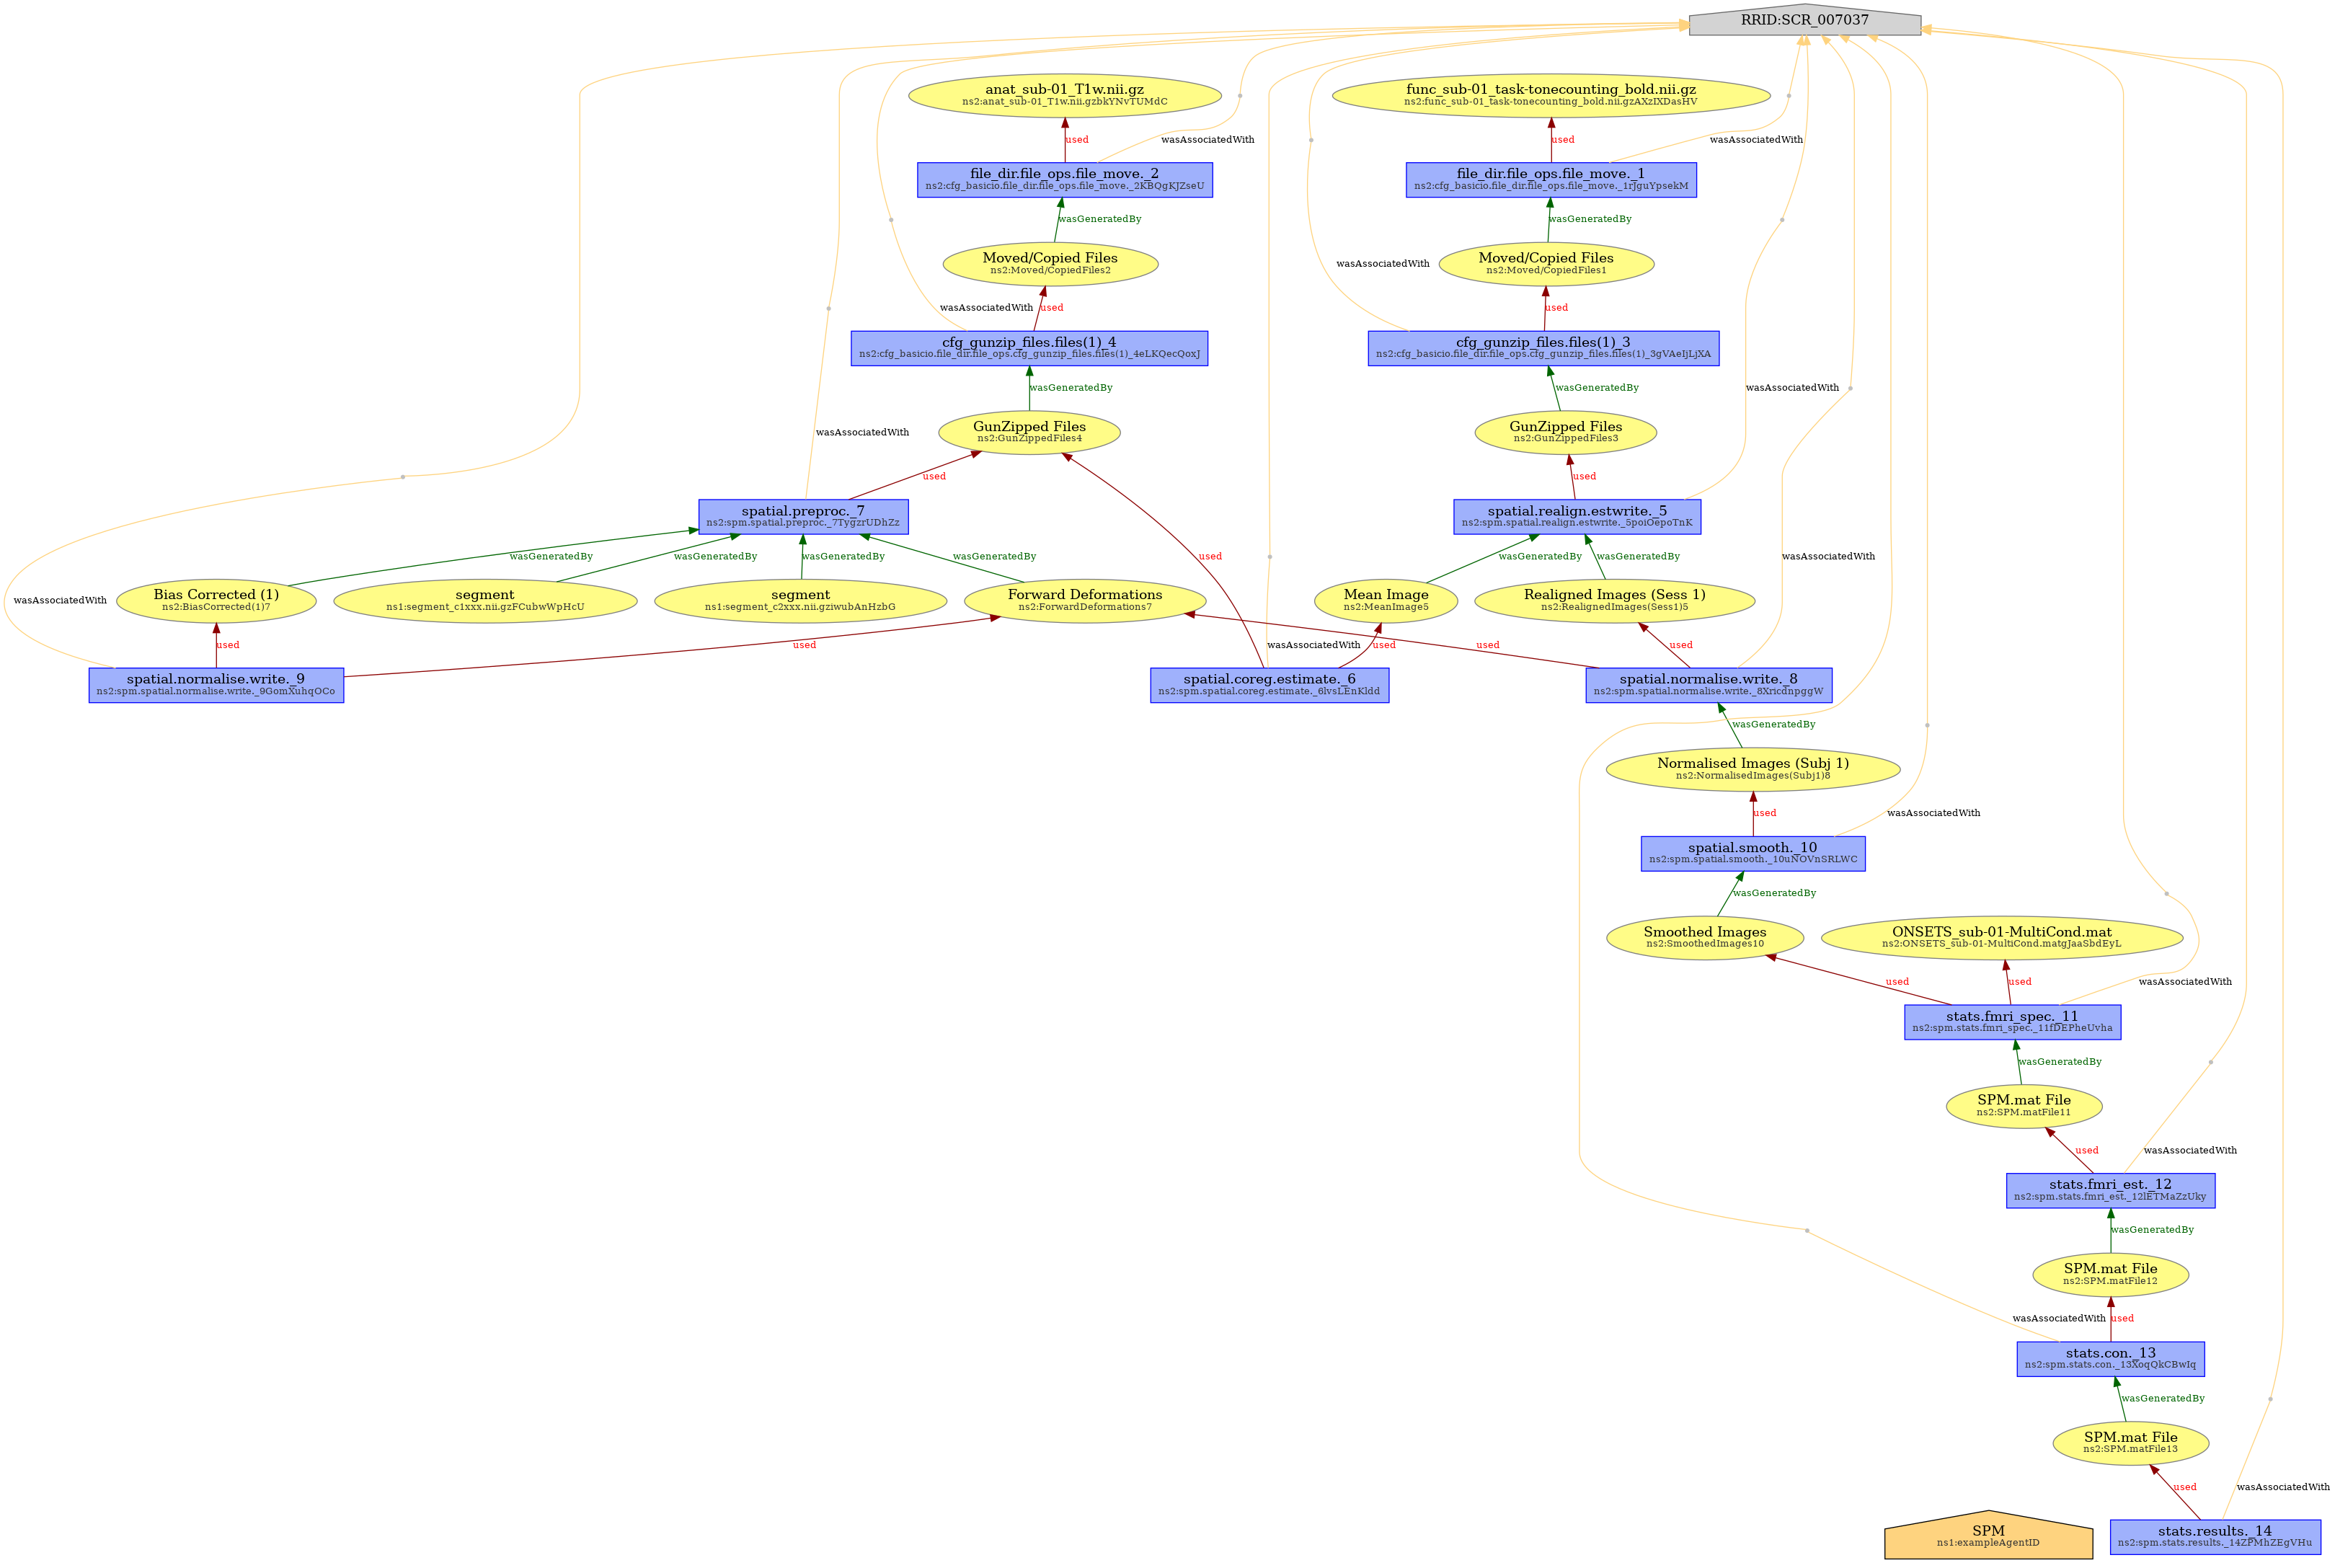 RRID:SCR_007037
anat_sub-01_T1w.nii.gz
ns2:anat_sub-01_T1w.nii.gzbkYNvTUMdC
func_sub-01_task-tonecounting_bold.nii.gz
ns2:func_sub-01_task-tonecounting_bold.nii.gzAXzIXDasHV
used
wasAssociatedWith
used
wasAssociatedWith
file_dir.file_ops.file_move._2
ns2:cfg_basicio.file_dir.file_ops.file_move._2KBQgKJZseU
file_dir.file_ops.file_move._1
ns2:cfg_basicio.file_dir.file_ops.file_move._1rJguYpsekM
wasGeneratedBy
wasGeneratedBy
Moved/Copied Files
ns2:Moved/CopiedFiles2
wasAssociatedWith
Moved/Copied Files
ns2:Moved/CopiedFiles1
wasAssociatedWith
used
used
cfg_gunzip_files.files(1)_4
ns2:cfg_basicio.file_dir.file_ops.cfg_gunzip_files.files(1)_4eLKQecQoxJ
cfg_gunzip_files.files(1)_3
ns2:cfg_basicio.file_dir.file_ops.cfg_gunzip_files.files(1)_3gVAeIjLjXA
wasGeneratedBy
wasGeneratedBy
wasAssociatedWith
wasAssociatedWith
GunZipped Files
ns2:GunZippedFiles4
GunZipped Files
ns2:GunZippedFiles3
used
used
spatial.preproc._7
ns2:spm.spatial.preproc._7TygzrUDhZz
spatial.realign.estwrite._5
ns2:spm.spatial.realign.estwrite._5poiOepoTnK
wasGeneratedBy
wasGeneratedBy
wasGeneratedBy
wasGeneratedBy
used
wasGeneratedBy
wasGeneratedBy
wasAssociatedWith
wasAssociatedWith
Bias Corrected (1)
ns2:BiasCorrected(1)7
segment
ns1:segment_c1xxx.nii.gzFCubwWpHcU
segment
ns1:segment_c2xxx.nii.gziwubAnHzbG
Forward Deformations
ns2:ForwardDeformations7
Mean Image
ns2:MeanImage5
Realigned Images (Sess 1)
ns2:RealignedImages(Sess1)5
used
used
wasAssociatedWith
used
used
used
spatial.normalise.write._9
ns2:spm.spatial.normalise.write._9GomXuhqOCo
spatial.coreg.estimate._6
ns2:spm.spatial.coreg.estimate._6lvsLEnKldd
spatial.normalise.write._8
ns2:spm.spatial.normalise.write._8XricdnpggW
wasGeneratedBy
Normalised Images (Subj 1)
ns2:NormalisedImages(Subj1)8
used
wasAssociatedWith
spatial.smooth._10
ns2:spm.spatial.smooth._10uNOVnSRLWC
wasGeneratedBy
Smoothed Images
ns2:SmoothedImages10
ONSETS_sub-01-MultiCond.mat
ns2:ONSETS_sub-01-MultiCond.matgJaaSbdEyL
used
used
wasAssociatedWith
stats.fmri_spec._11
ns2:spm.stats.fmri_spec._11fDEPheUvha
wasGeneratedBy
SPM.mat File
ns2:SPM.matFile11
used
wasAssociatedWith
stats.fmri_est._12
ns2:spm.stats.fmri_est._12lETMaZzUky
wasGeneratedBy
SPM.mat File
ns2:SPM.matFile12
wasAssociatedWith
used
stats.con._13
ns2:spm.stats.con._13XoqQkCBwIq
wasGeneratedBy
SPM.mat File
ns2:SPM.matFile13
used
wasAssociatedWith
SPM
ns1:exampleAgentID
stats.results._14
ns2:spm.stats.results._14ZPMhZEgVHu